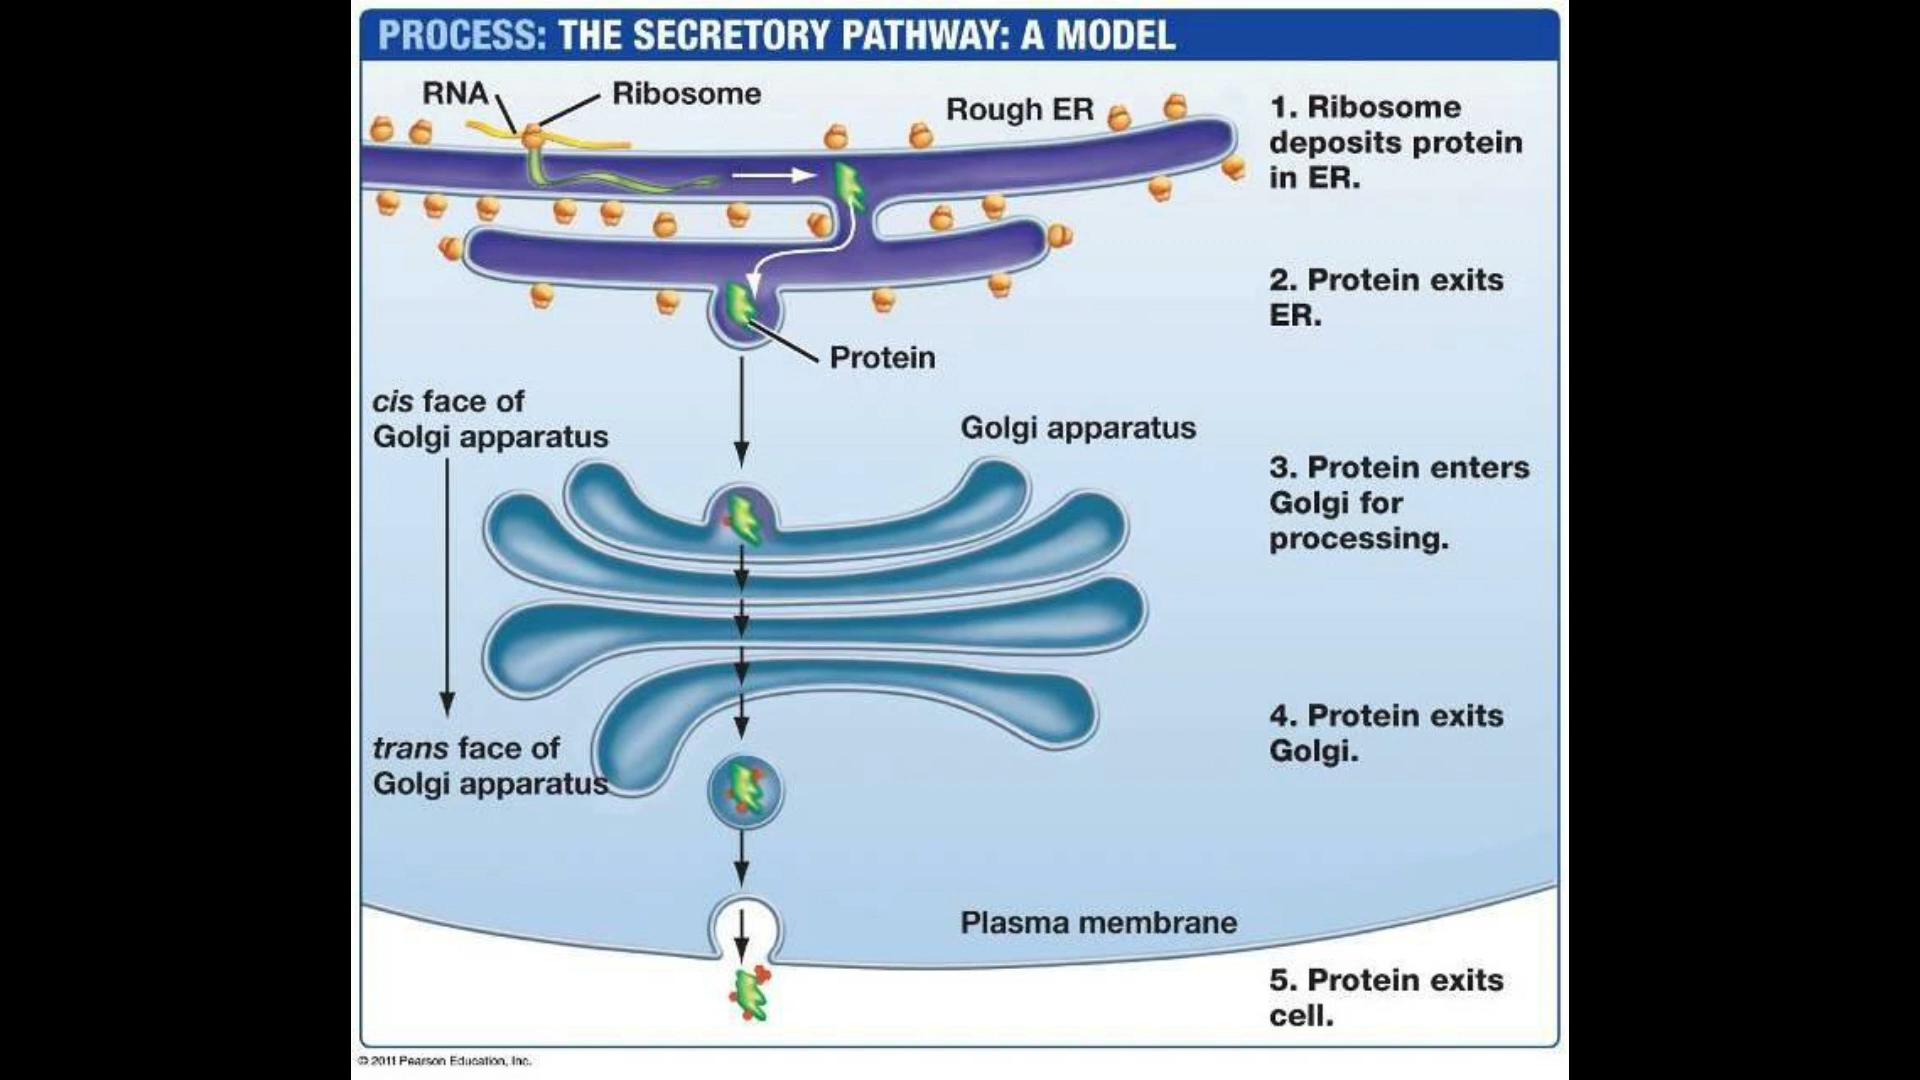 PROCESS: THE SECRETORY PATHWAY: A MODEL
RNA
Ribosome
Rough ER
1. Ribosome
deposits protein
in ER.
2. Protein exits
ER.
Protein
cis face of
Golgi apparatus
Golgi apparatus
3. Protein enters
Golgi for
processing.
4. Protein exits
Golgi.
trans face of
Golgi apparatus
Plasma membrane
5. Protein exits
cell.
© 2011 Pearson Education, Inc.